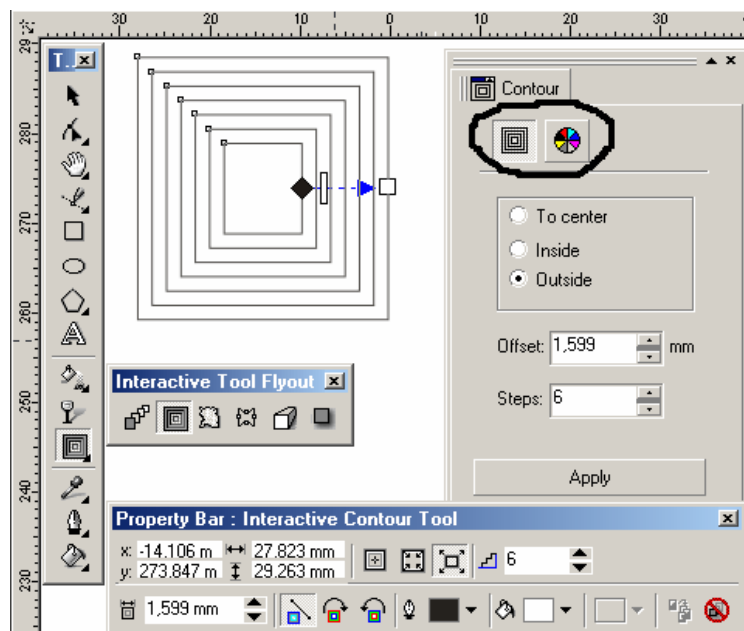 30 20 10 0 10 20 30
290
T...
Contour
280
To center
270
Inside
Outside
260
Offset: 1,599 mm
Interactive Tool Flyout
250
Steps: 6
240
Apply
Property Bar : Interactive Contour Tool
x: -14.106 m 27.823 mm
y: 273.847 m 29.263 mm
6
230
1,599 mm